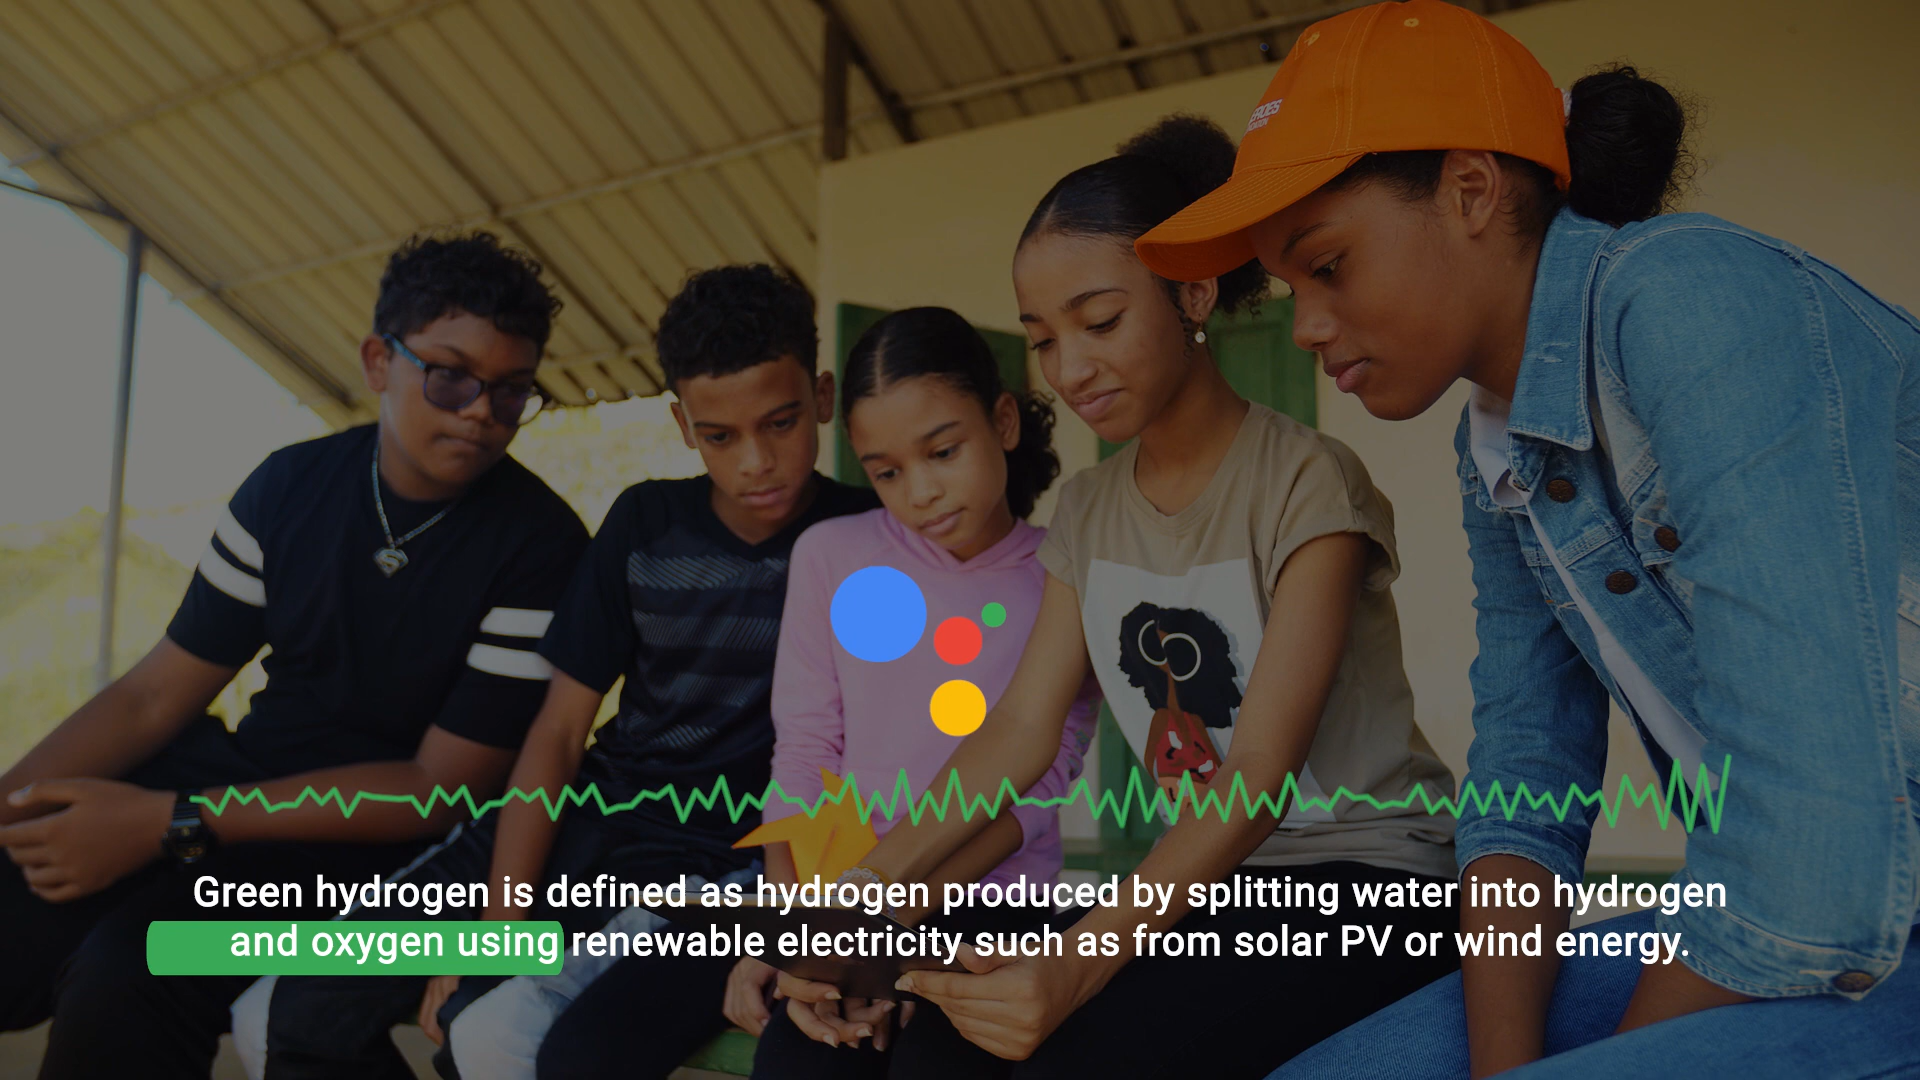 Green hydrogen is defined as hydrogen produced by splitting water into hydrogen
and oxygen using renewable electricity such as from solar PV or wind energy.